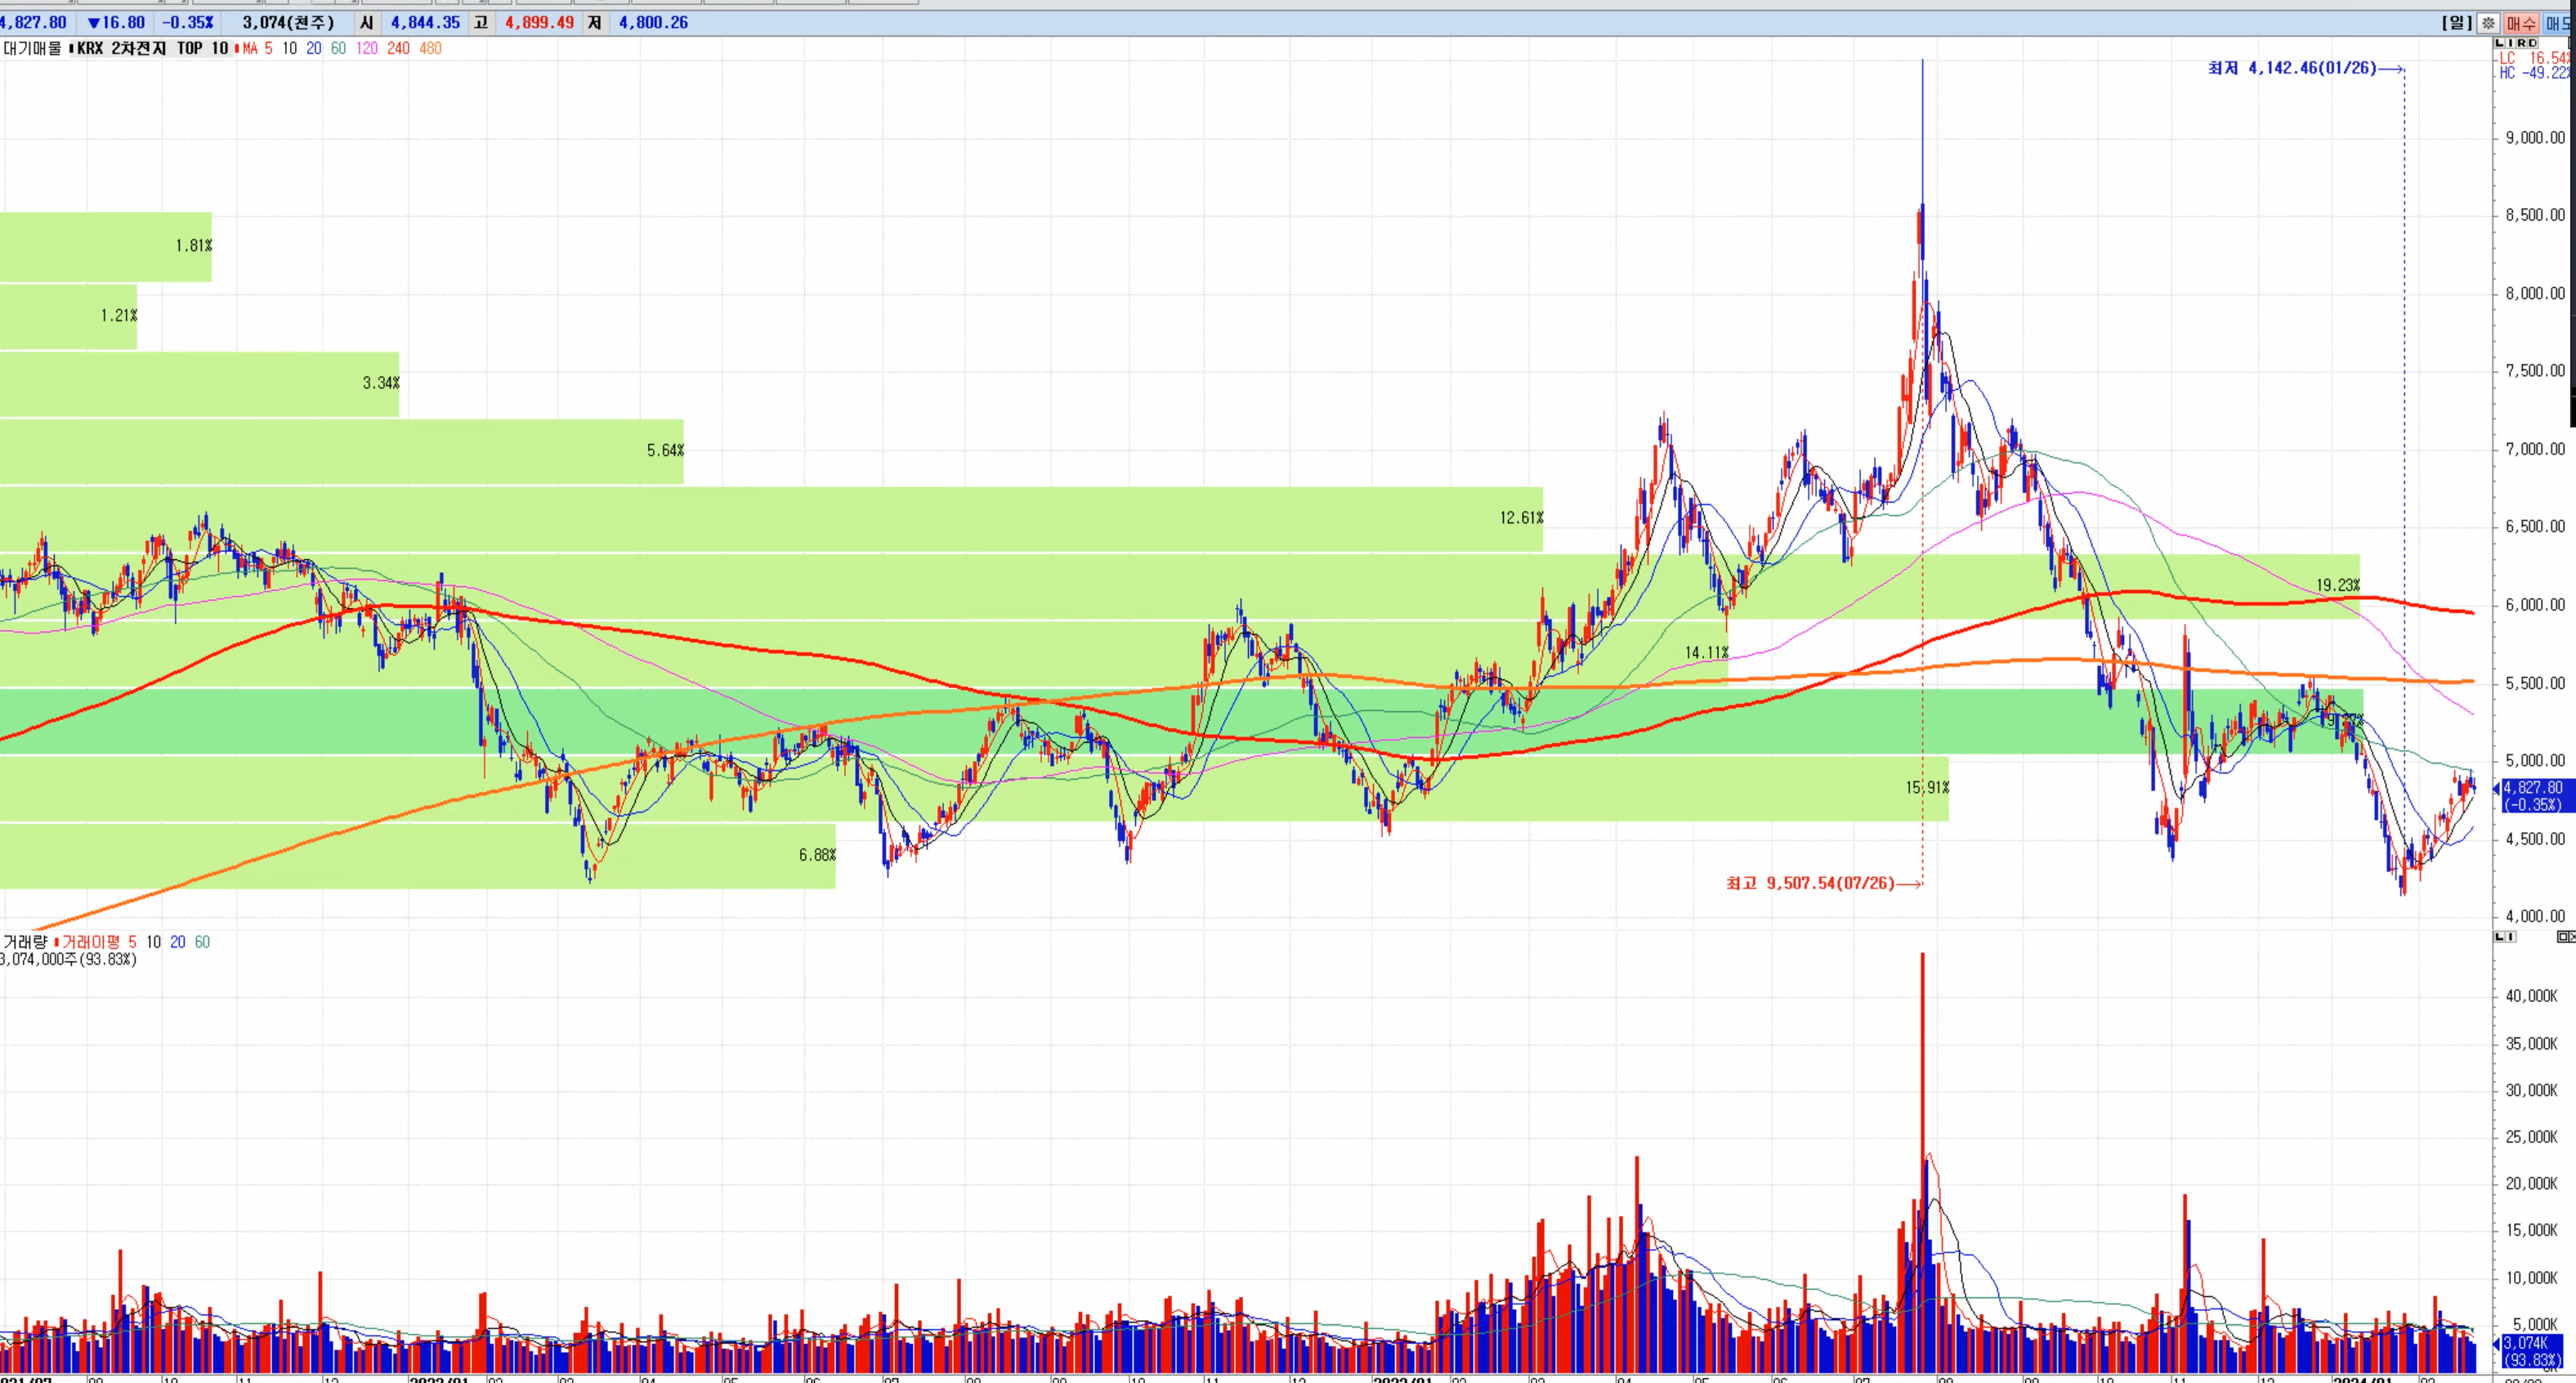 4,827.80 ▼16.80 -0.35% 3,074(천주) 시 4,844.35 고 4,899.49 저 4,800.26 [일] 매수 매도
대기매물 KRX 2차전지 TOP 10 MA 5 10 20 60 120 240 480
L I R D
LC 16.54%
HC -49.22%
최저 4,142.46(01/26)
9,000.00
8,500.00
1.81%
8,000.00
1.21%
7,500.00
3.34%
7,000.00
5.64%
6,500.00
12.61%
6,000.00
19.23%
14.11%
5,500.00
5,000.00
15.91%
4,827.80
(-0.35%)
4,500.00
6.88%
최고 9,507.54(07/26)
4,000.00
거래량 거래이평 5 10 20 60
L I
3,074,000주(93.83%)
40,000K
35,000K
30,000K
25,000K
20,000K
15,000K
10,000K
5,000K
3,074K
(93.83%)